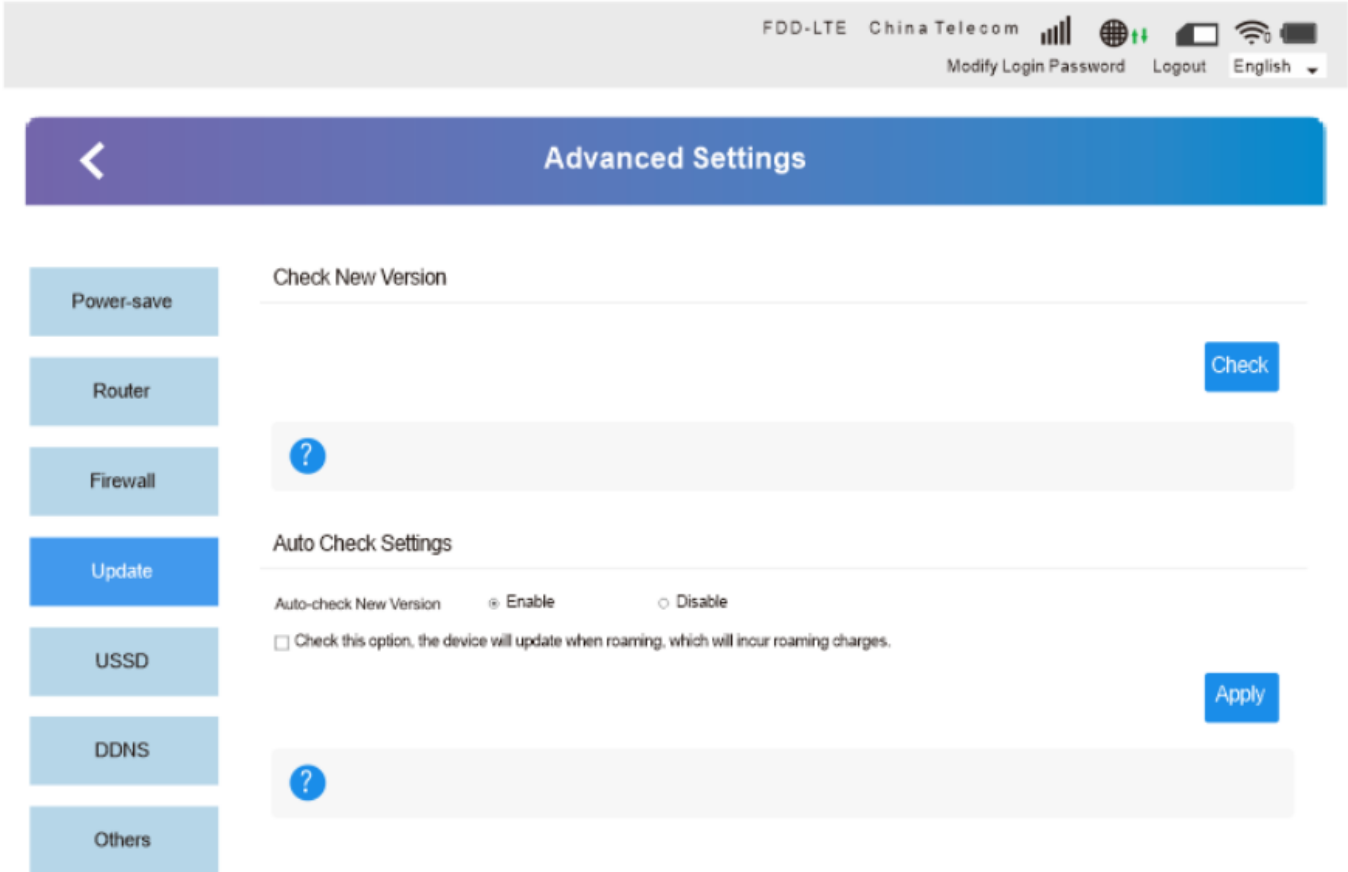 FDD-LTE China Telecom
0
Modify Login Password Logout English
Advanced Settings
Power-save
Router
Firewall
Update
USSD
DDNS
Others
Check New Version
Check
?
Auto Check Settings
Auto-check New Version Enable Disable
Check this option, the device will update when roaming, which will incur roaming charges.
Apply
?